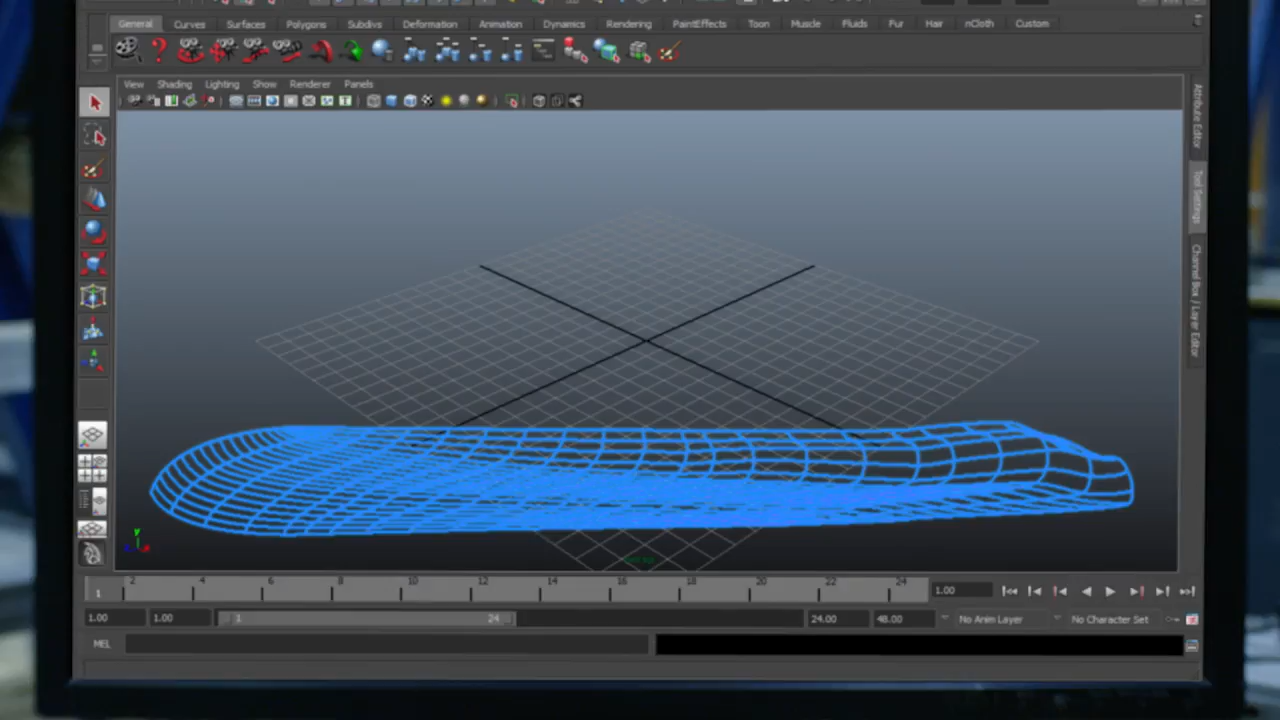 General Curves Surfaces Polygons Subdivs Deformation Animation Dynamics Rendering PaintEffects Toon Muscle Fluids Fur Hair nCloth Custom
View Shading Lighting Show Renderer Panels
Attribute Editor
Tool Settings
Channel Box / Layer Editor
y
2 4 6 8 10 12 14 16 18 20 22 24
1
1.00
1.00 1.00 1 24 24.00 48.00 No Anim Layer No Character Set
MEL